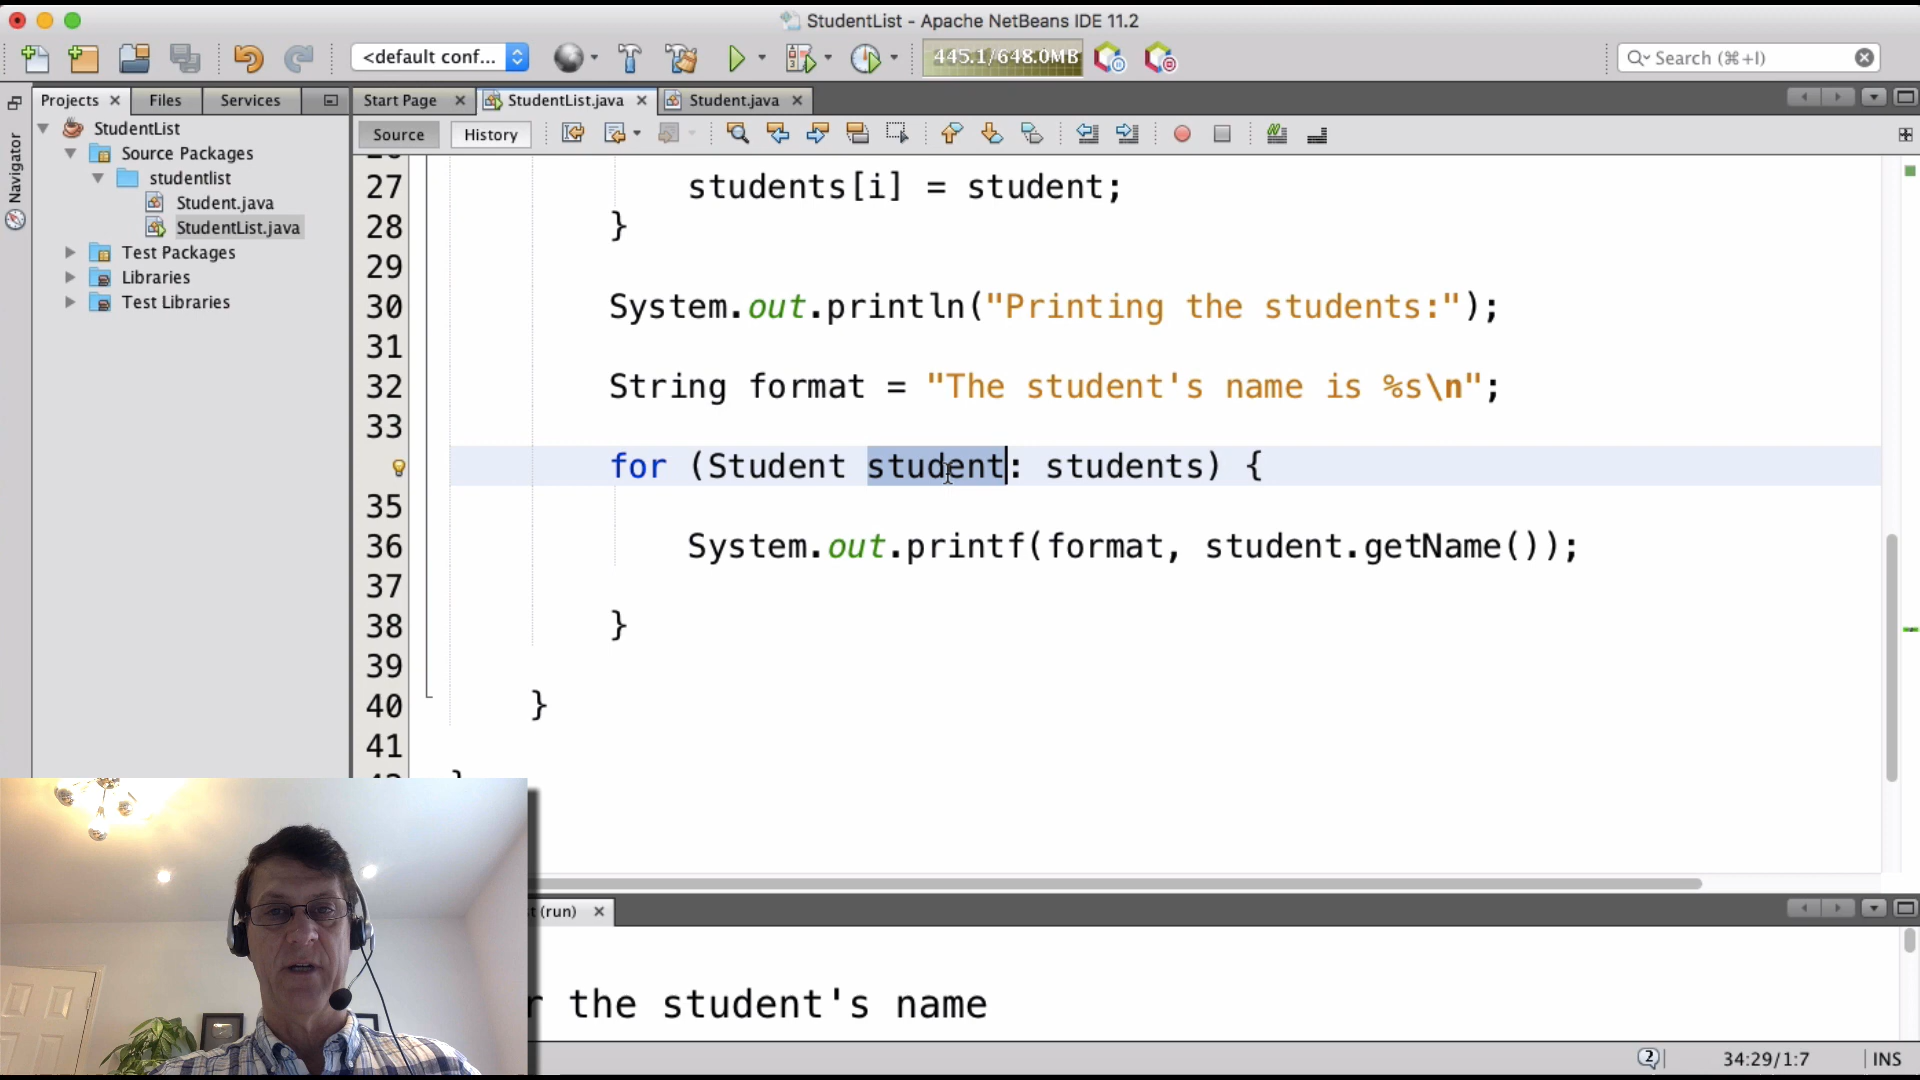 StudentList - Apache NetBeans IDE 11.2
<default conf...
445.1/648.0MB
Search (⌘+I)
Projects
Files
Services
Start Page
StudentList.java
Student.java
Navigator
StudentList
Source Packages
studentlist
Student.java
StudentList.java
Test Packages
Libraries
Test Libraries
Source
History
27 students[i] = student;
28 }
29
30 System.out.println("Printing the students:");
31
32 String format = "The student's name is %s\n";
33
for (Student student: students) {
35
36 System.out.printf(format, student.getName());
37
38 }
39
40 }
41
(run)
the student's name
2
34:29/1:7
INS